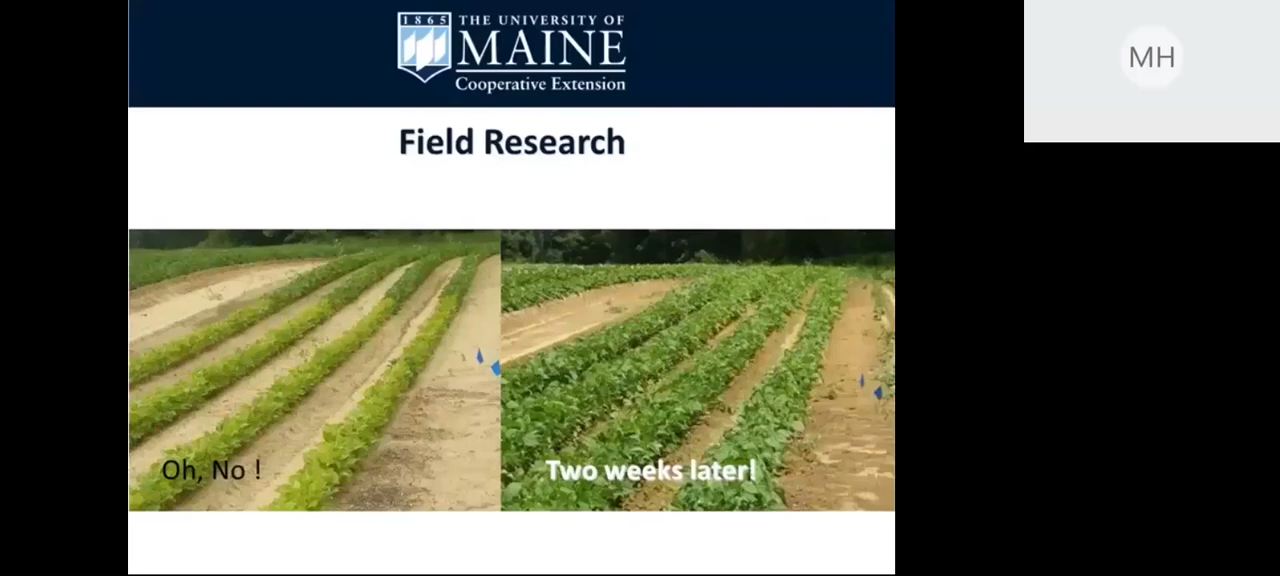 1865
THE UNIVERSITY OF
MAINE
Cooperative Extension
MH
Field Research
Oh, No !
Two weeks later!